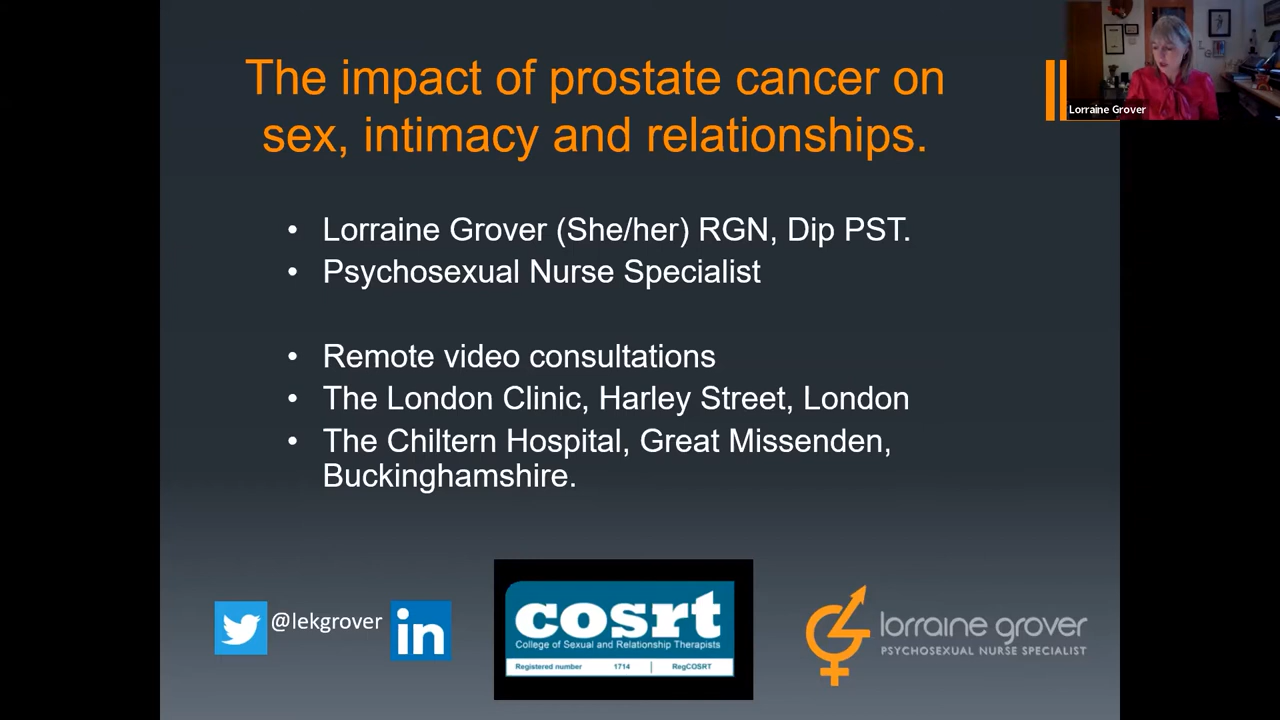 The impact of prostate cancer on
sex, intimacy and relationships.
Lorraine Grover
• Lorraine Grover (She/her) RGN, Dip PST.
• Psychosexual Nurse Specialist
• Remote video consultations
• The London Clinic, Harley Street, London
• The Chiltern Hospital, Great Missenden,
Buckinghamshire.
@lekgrover
in
cosrt
College of Sexual and Relationship Therapists
Registered number 1714 | RegCOSRT
lorraine grover
PSYCHOSEXUAL NURSE SPECIALIST